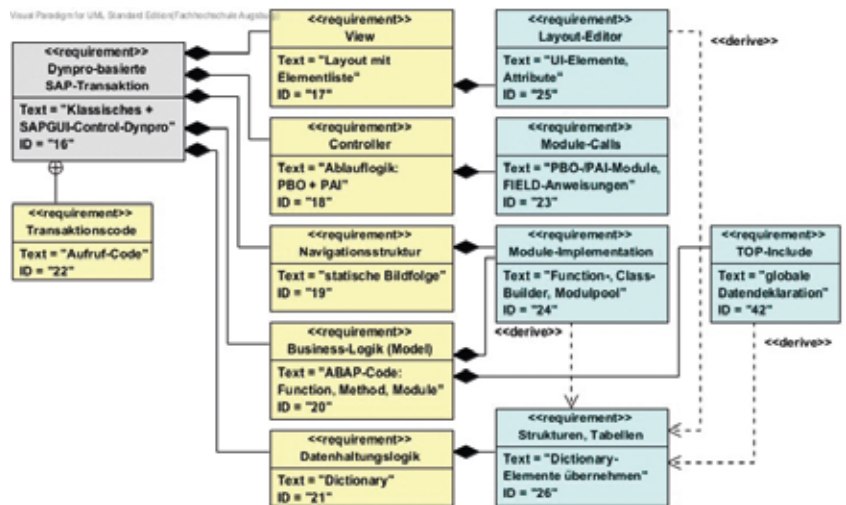 Visual Paradigm for UML Standard Edition(Fachhochschule Augsburg)
<<requirement>>
Dynpro-basierte
SAP-Transaktion
Text = "Klassisches +
SAPGUI-Control-Dynpro"
ID = "16"
<<requirement>>
Transaktionscode
Text = "Aufruf-Code"
ID = "22"
<<requirement>>
View
Text = "Layout mit
Elementliste"
ID = "17"
<<requirement>>
Layout-Editor
Text = "UI-Elemente,
Attribute"
ID = "25"
<<derive>>
<<requirement>>
Controller
Text = "Ablauflogik:
PBO + PAI"
ID = "18"
<<requirement>>
Module-Calls
Text = "PBO-/PAI-Module,
FIELD-Anweisungen"
ID = "23"
<<requirement>>
Navigationsstruktur
Text = "statische Bildfolge"
ID = "19"
<<requirement>>
Module-Implementation
Text = "Function-, Class-
Builder, Modulpool"
ID = "24"
<<requirement>>
TOP-Include
Text = "globale
Datendeklaration"
ID = "42"
<<derive>>
<<derive>>
<<requirement>>
Business-Logik (Model)
Text = "ABAP-Code:
Function, Method, Module"
ID = "20"
<<requirement>>
Datenhaltungslogik
Text = "Dictionary"
ID = "21"
<<requirement>>
Strukturen, Tabellen
Text = "Dictionary-
Elemente übernehmen"
ID = "26"